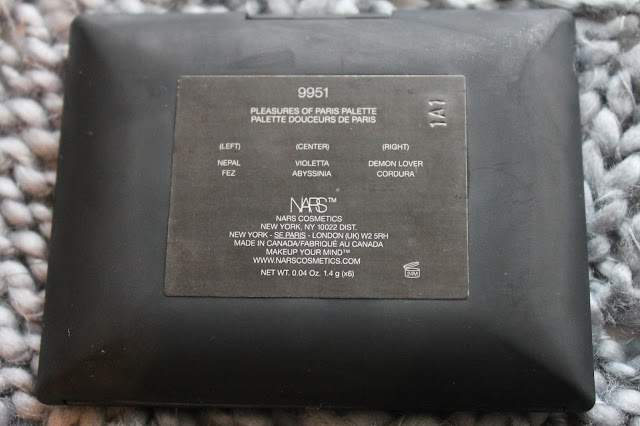 9951
1A1
PLEASURES OF PARIS PALETTE
PALETTE DOUCEURS DE PARIS
(LEFT) (CENTER) (RIGHT)
NEPAL VIOLETTA DEMON LOVER
FEZ ABYSSINIA CORDURA
NARS™
NARS COSMETICS
NEW YORK, NY 10022 DIST.
NEW YORK - SE PARIS - LONDON (UK) W2 5RH
MADE IN CANADA/FABRIQUÉ AU CANADA
MAKEUP YOUR MIND™
WWW.NARSCOSMETICS.COM
NET WT. 0.04 Oz. 1.4 g (x6)
24M